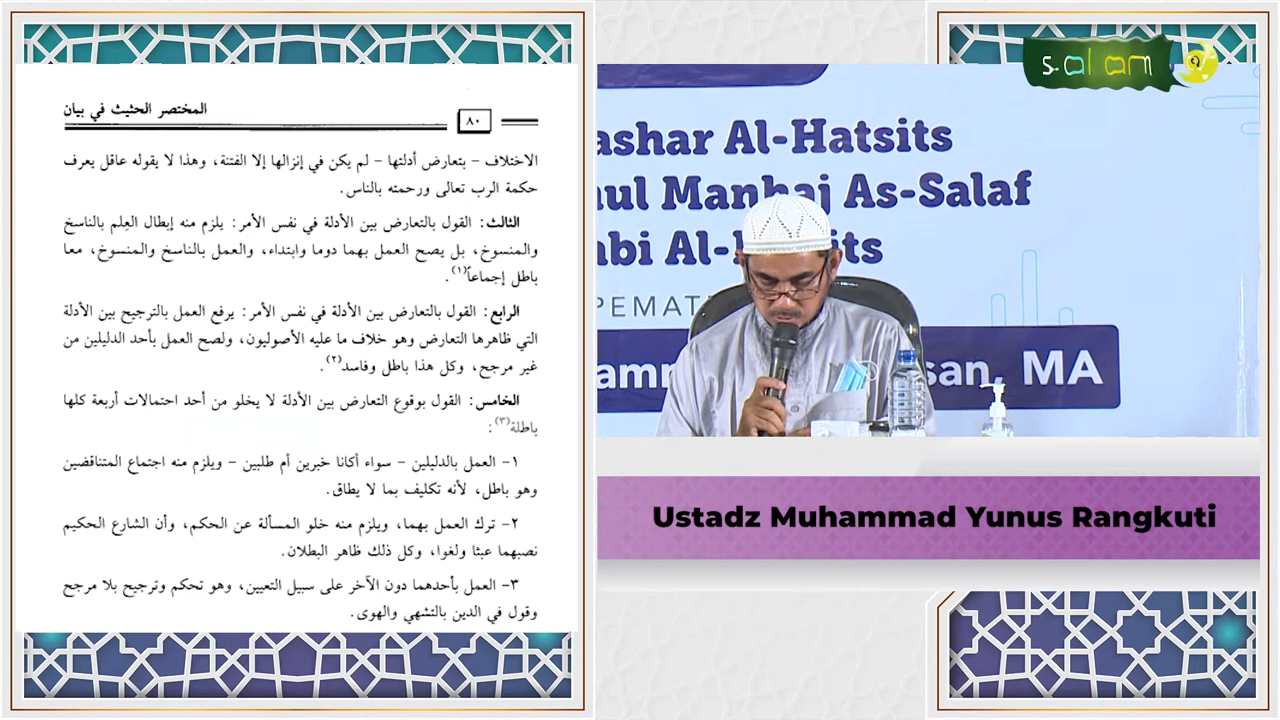 المختصر الحثيث في بيان
٨٠
الاختلاف – بتعارض أدلتها – لم يكن في إنزالها إلا الفتنة، وهذا لا يقوله عاقل يعرف
حكمة الرب تعالى ورحمته بالناس.
الثالث: القول بالتعارض بين الأدلة في نفس الأمر: يلزم منه إبطال العِلم بالناسخ
والمنسوخ، بل يصح العمل بهما دوما وابتداء، والعمل بالناسخ والمنسوخ، معا
باطل إجماعاً(١).
الرابع: القول بالتعارض بين الأدلة في نفس الأمر: يرفع العمل بالترجيح بين الأدلة
التي ظاهرها التعارض وهو خلاف ما عليه الأصوليون، ولصح العمل بأحد الدليلين من
غير مرجح، وكل هذا باطل وفاسد(٢).
الخامس: القول بوقوع التعارض بين الأدلة لا يخلو من أحد احتمالات أربعة كلها
باطلة(٣):
١- العمل بالدليلين – سواء أكانا خبرين أم طلبين – ويلزم منه اجتماع المتناقضين
وهو باطل، لأنه تكليف بما لا يطاق.
٢- ترك العمل بهما، ويلزم منه خلو المسألة عن الحكم، وأن الشارع الحكيم
نصبهما عبثا ولغوا، وكل ذلك ظاهر البطلان.
٣- العمل بأحدهما دون الآخر على سبيل التعيين، وهو تحكم وترجيح بلا مرجح
وقول في الدين بالتشهي والهوى.
salam
ashar Al-Hatsits
ul Manhaj As-Salaf
abi Al-H its
PEMAT
amm san, MA
Ustadz Muhammad Yunus Rangkuti